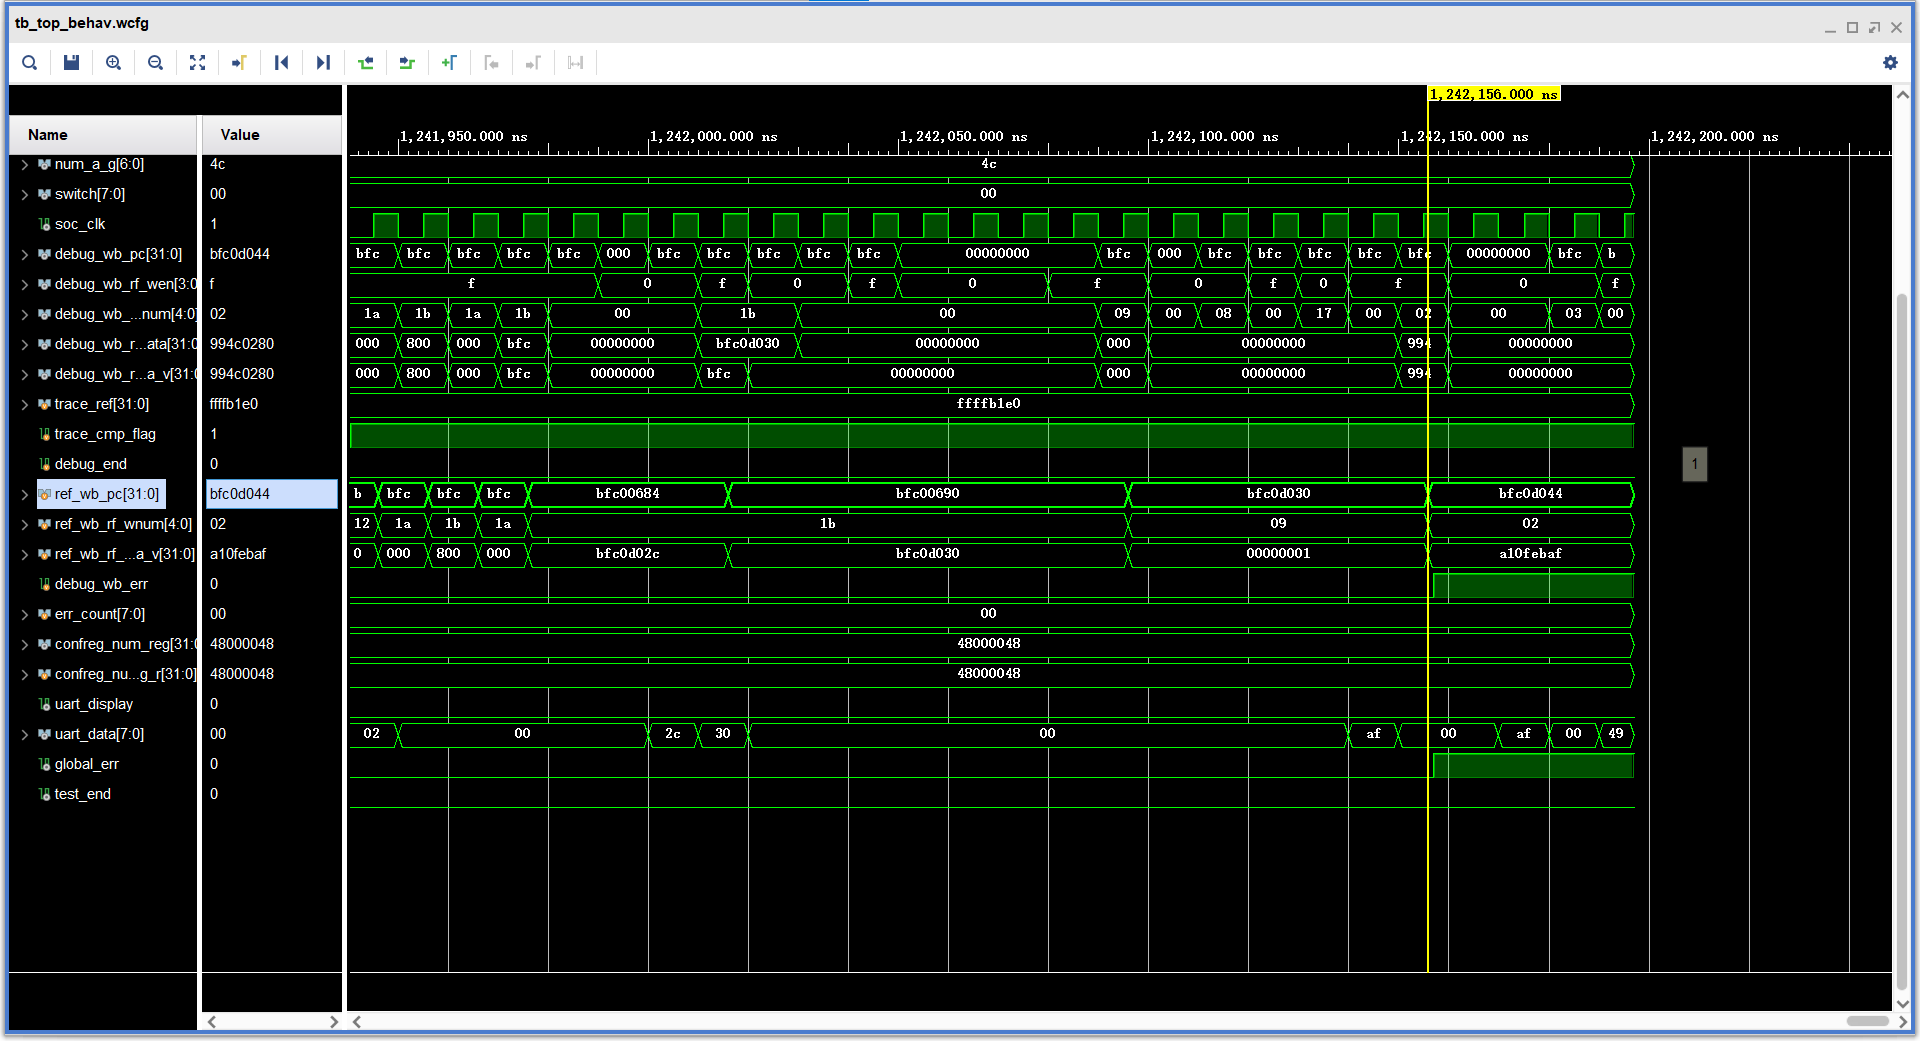 tb_top_behav.wcfg
1,242,156.000 ns
Name Value 1,241,950.000 ns 1,242,000.000 ns 1,242,050.000 ns 1,242,100.000 ns 1,242,150.000 ns 1,242,200.000 ns
num_a_g[6:0] 4c 4c
switch[7:0] 00 00
soc_clk 1
debug_wb_pc[31:0] bfc0d044 bfc bfc bfc bfc bfc 000 bfc bfc bfc bfc 00000000 bfc 000 bfc bfc bfc bfc bfc 00000000 bfc b
debug_wb_rf_wen[3:0 f f 0 f 0 f 0 f 0 f 0 f 0 f
debug_wb_...num[4:0] 02 1a 1b 1a 1b 00 1b 00 09 00 08 00 17 00 02 00 03 00
debug_wb_r...ata[31:0 994c0280 000 800 000 bfc 00000000 bfc0d030 00000000 000 00000000 994 00000000
debug_wb_r...a_v[31:0 994c0280 000 800 000 bfc 00000000 bfc 00000000 000 00000000 994 00000000
trace_ref[31:0] ffffb1e0 ffffb1e0
trace_cmp_flag 1
debug_end 0
1
ref_wb_pc[31:0] bfc0d044 b bfc bfc bfc bfc00684 bfc00690 bfc0d030 bfc0d044
ref_wb_rf_wnum[4:0] 02 12 1a 1b 1a 1b 09 02
ref_wb_rf_...a_v[31:0] a10febaf 0 000 800 000 bfc0d02c bfc0d030 00000001 a10febaf
debug_wb_err 0
err_count[7:0] 00 00
confreg_num_reg[31:0 48000048 48000048
confreg_nu...g_r[31:0] 48000048 48000048
uart_display 0
uart_data[7:0] 00 02 00 2c 30 00 af 00 af 00 49
global_err 0
test_end 0